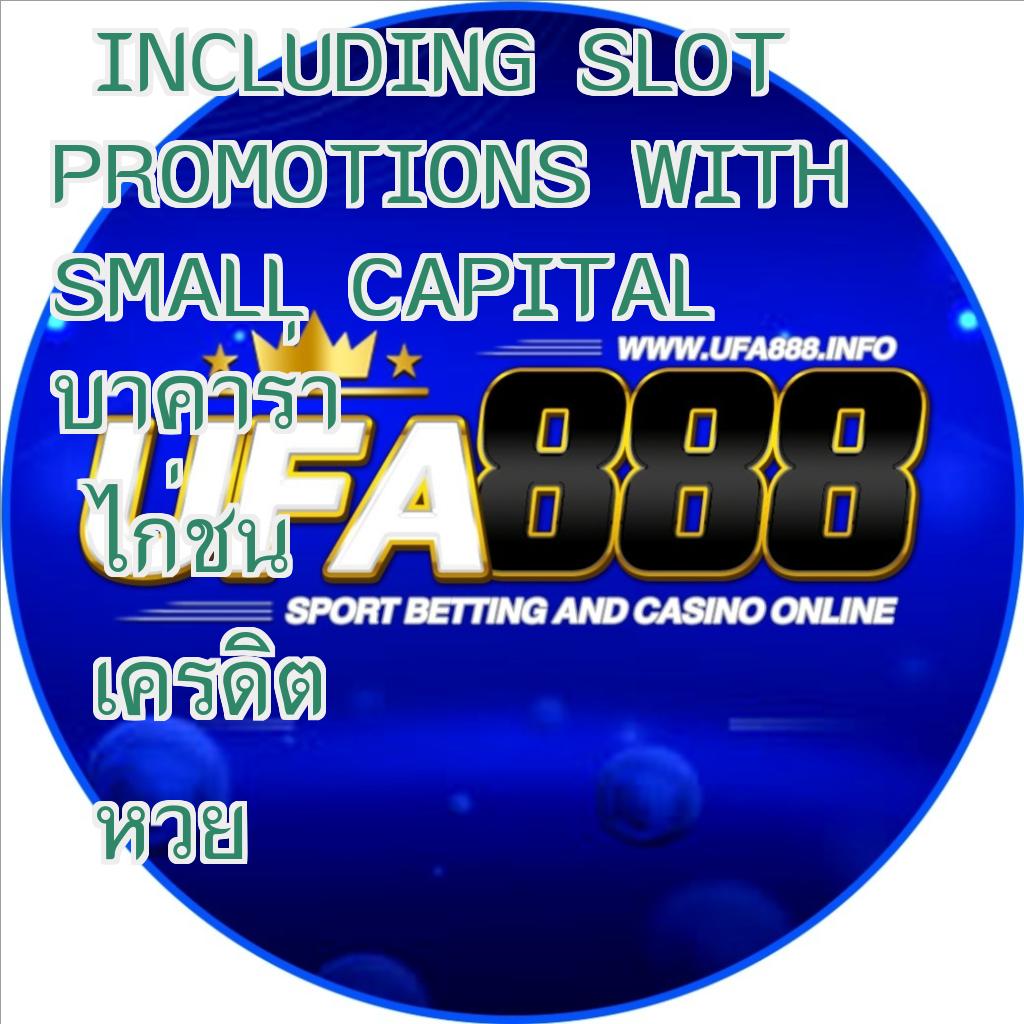 INCLUDING SLOT
PROMOTIONS WITH
SMALL CAPITAL
WWW.UFA888.INFO
บาคาร่า
UFA888
ไก่ชน
SPORT BETTING AND CASINO ONLINE
เครดิต
หวย